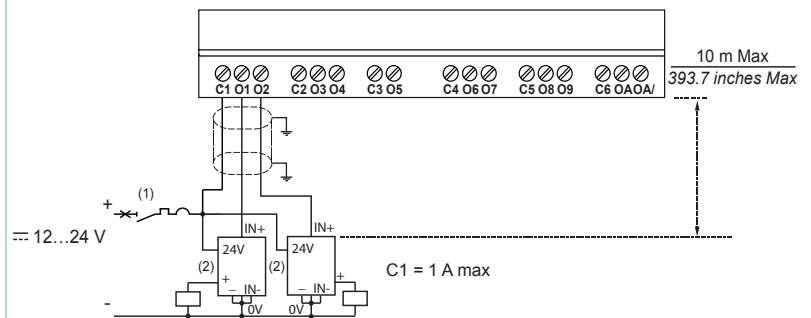 C1 O1 O2 C2 O3 O4 C3 O5 C4 O6 O7 C5 O8 O9 C6 OA OA/
10 m Max
393.7 inches Max
+ (1)
⎓ 12...24 V
IN+ IN+
24V 24V
(2) (2)
C1 = 1 A max
+ +
– IN- – IN-
-
0V 0V